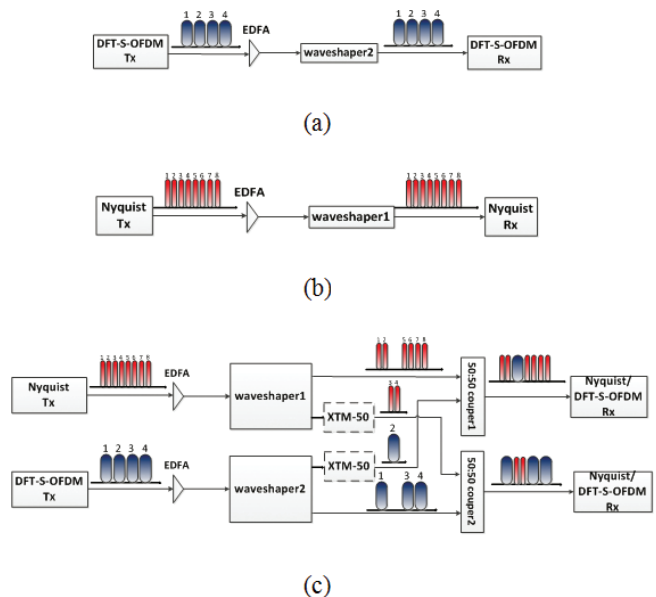 1 2 3 4
EDFA
1 2 3 4
DFT-S-OFDM
Tx
waveshaper2
DFT-S-OFDM
Rx
(a)
1 2 3 4 5 6 7 8
EDFA
1 2 3 4 5 6 7 8
Nyquist
Tx
waveshaper1
Nyquist
Rx
(b)
1 2 3 4 5 6 7 8
EDFA
Nyquist
Tx
waveshaper1
1 2
5 6 7 8
XTM-50
3 4
50:50 couper1
Nyquist/
DFT-S-OFDM
Rx
1 2 3 4
EDFA
DFT-S-OFDM
Tx
waveshaper2
XTM-50
2
1
3 4
50:50 couper2
Nyquist/
DFT-S-OFDM
Rx
(c)